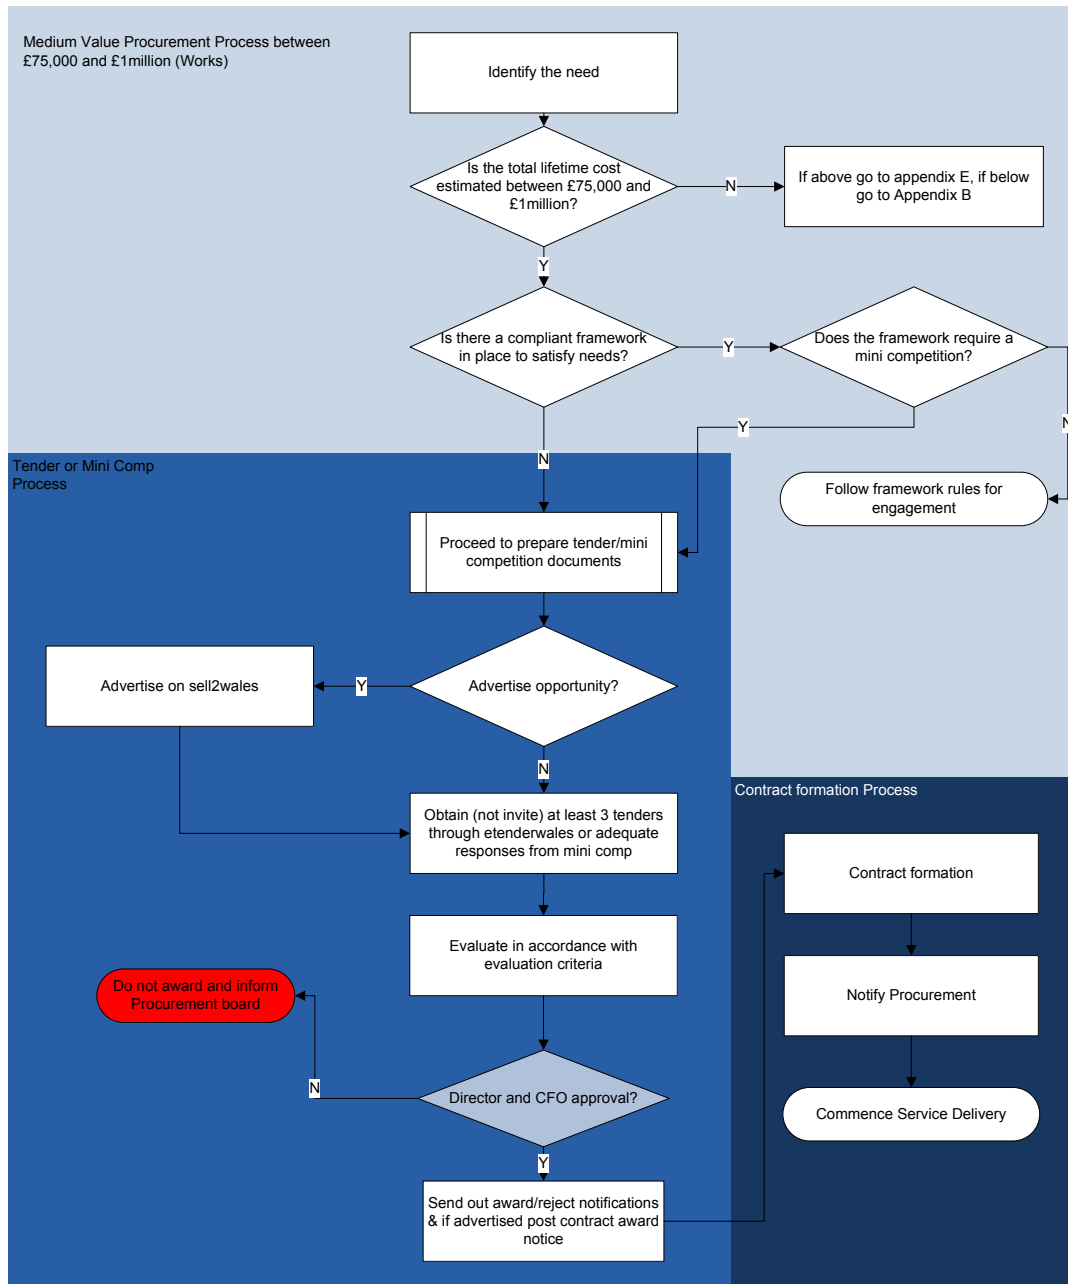 Medium Value Procurement Process between
£75,000 and £1million (Works)
Identify the need
Is the total lifetime cost
estimated between £75,000 and
£1million?
N
If above go to appendix E, if below
go to Appendix B
Y
Is there a compliant framework
in place to satisfy needs?
Y
Does the framework require a
mini competition?
Y
N
N
Tender or Mini Comp
Process
Follow framework rules for
engagement
Proceed to prepare tender/mini
competition documents
Advertise on sell2wales
Y
Advertise opportunity?
N
Contract formation Process
Obtain (not invite) at least 3 tenders
through etenderwales or adequate
responses from mini comp
Contract formation
Evaluate in accordance with
evaluation criteria
Do not award and inform
Procurement board
Notify Procurement
N
Director and CFO approval?
Commence Service Delivery
Y
Send out award/reject notifications
& if advertised post contract award
notice